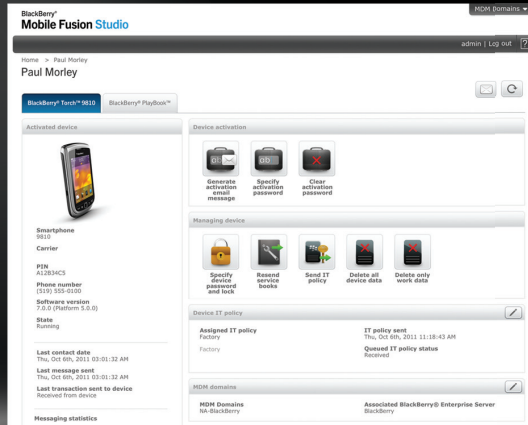 BlackBerry®
Mobile Fusion Studio
MDM Domains
admin | Log out ?
Home > Paul Morley
Paul Morley
BlackBerry® Torch™ 9810
BlackBerry® PlayBook™
Activated device
Smartphone
9810
Carrier
PIN
A12B34C5
Phone number
(519) 555-0100
Software version
7.0.0 (Platform 5.0.0)
State
Running
Last contact date
Thu, Oct 6th, 2011 03:01:32 AM
Last message sent
Thu, Oct 6th, 2011 03:01:32 AM
Last transaction sent to device
Received from device
Messaging statistics
Device activation
ab
ab
Generate
activation
email
message
Specify
activation
password
Clear
activation
password
Managing device
Specify
device
password
and lock
Resend
service
books
Send IT
policy
Delete all
device data
Delete only
work data
Device IT policy
Assigned IT policy
Factory
Factory
IT policy sent
Thu, Oct 6th, 2011 11:18:43 AM
Queued IT policy status
Received
MDM domains
MDM Domains
NA-BlackBerry
Associated BlackBerry® Enterprise Server
BlackBerry